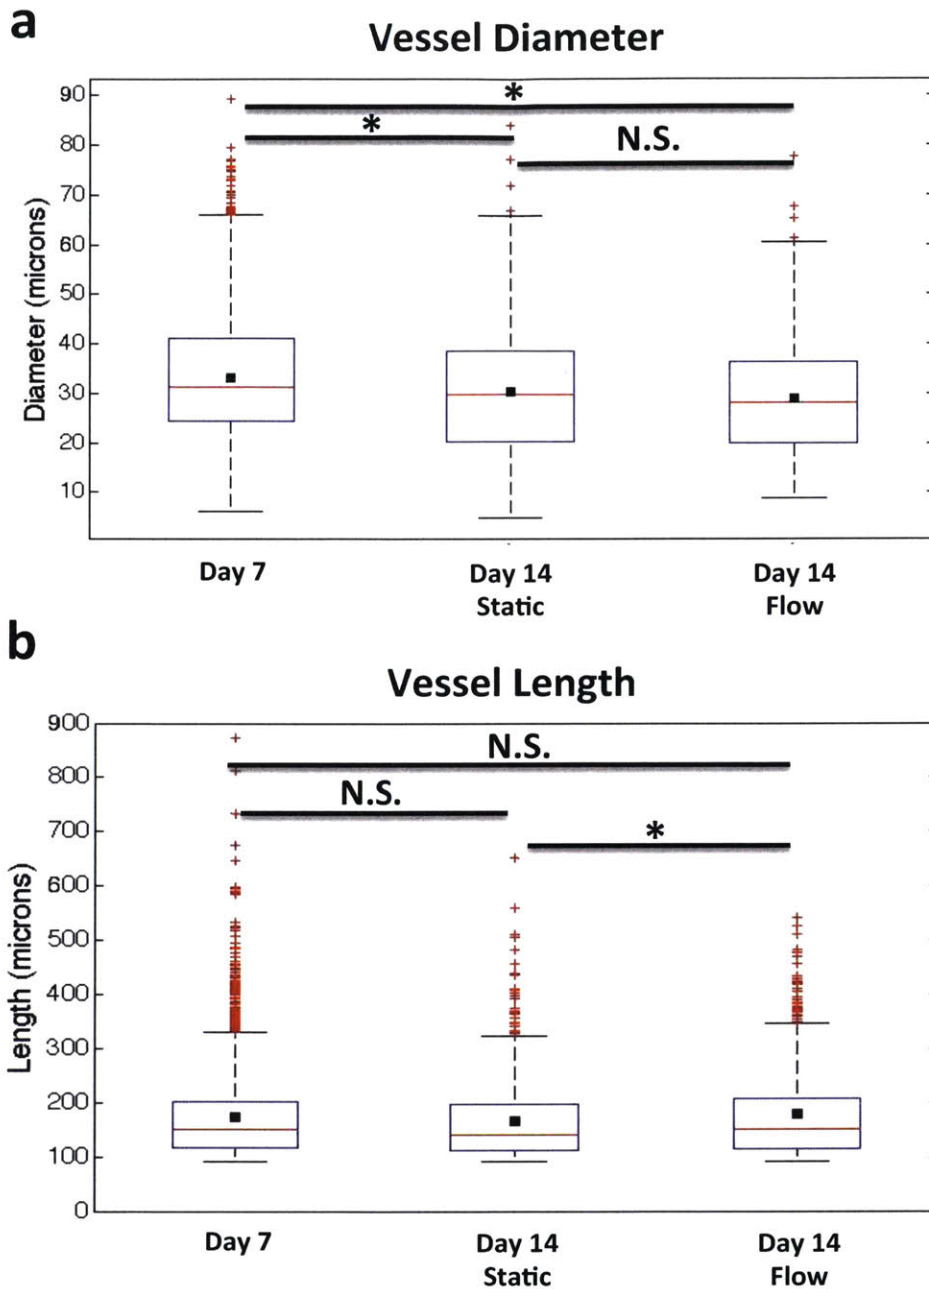 a
Vessel Diameter
*
*
N.S.
90
80
70
60
50
40
30
20
10
Diameter (microns)
Day 7
Day 14
Static
Day 14
Flow
b
Vessel Length
N.S.
N.S.
*
900
800
700
600
500
400
300
200
100
0
Length (microns)
Day 7
Day 14
Static
Day 14
Flow